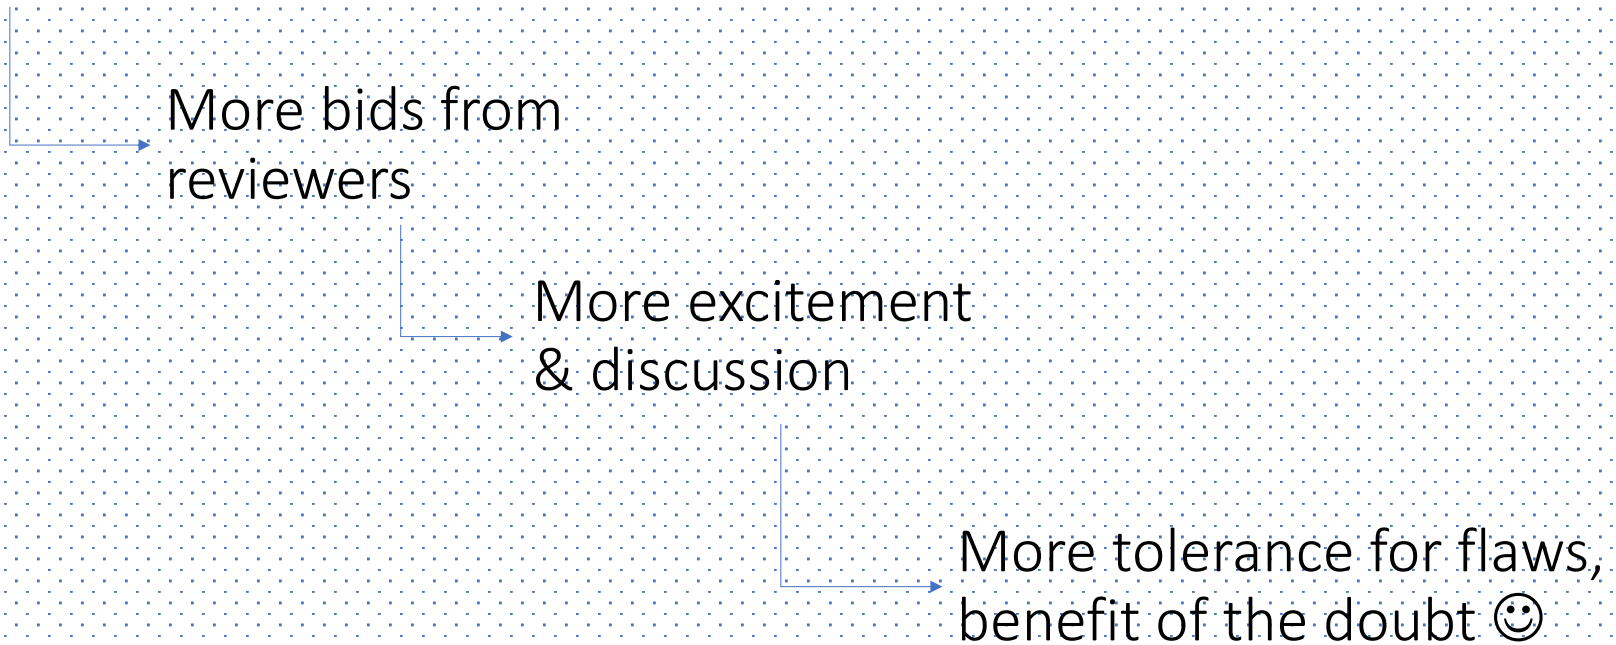 More bids from
reviewers
More excitement
& discussion
More tolerance for flaws,
benefit of the doubt ☺